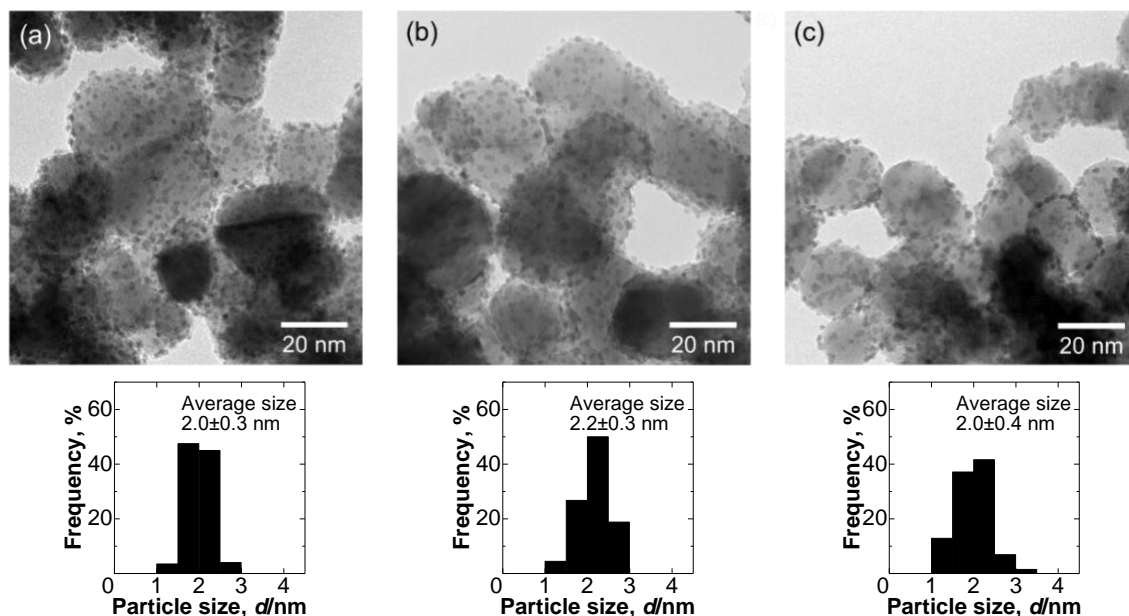 (a)
20 nm
(b)
20 nm
(c)
20 nm
Frequency, %
60
40
20
0 1 2 3 4
Average size
2.0±0.3 nm
Particle size, d/nm
Frequency, %
60
40
20
0 1 2 3 4
Average size
2.2±0.3 nm
Particle size, d/nm
Frequency, %
60
40
20
0 1 2 3 4
Average size
2.0±0.4 nm
Particle size, d/nm